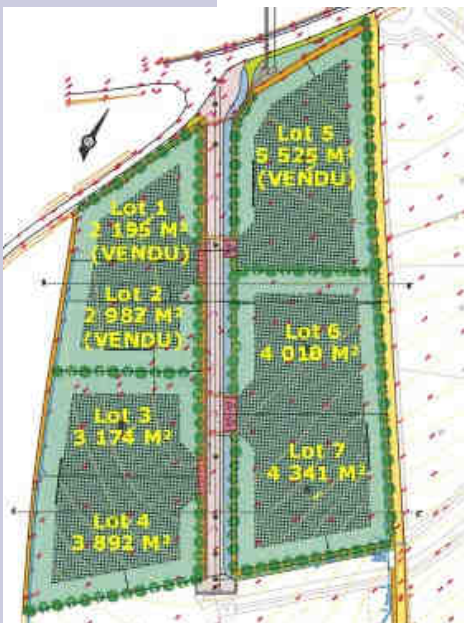 Lot 5
5 525 M²
(VENDU)
Lot 1
2 195 M²
(VENDU)
Lot 2
2 987 M²
(VENDU)
Lot 6
4 018 M²
Lot 3
3 174 M²
Lot 7
4 341 M²
Lot 4
3 892 M²